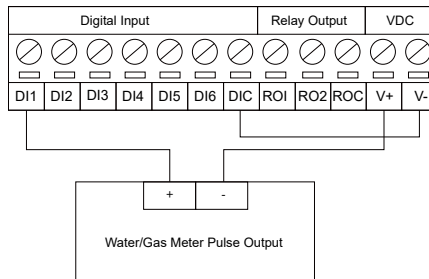 Digital Input Relay Output VDC
DI1 DI2 DI3 DI4 DI5 DI6 DIC ROI RO2 ROC V+ V-
+ -
Water/Gas Meter Pulse Output